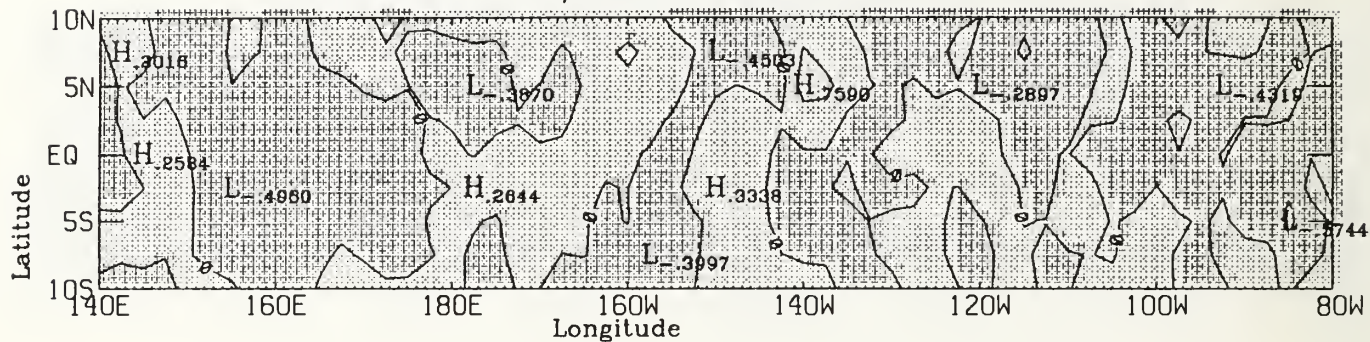 10N
H.3016
L-.4503
0
0
H.7590
0
5N
L-.3870
L-.2897
L-.4319
0
EQ
H.2584
0
L-.4960
H.2644
H.3338
5S
0
L-.5744
0
0
L-.3997
0
10S
140E 160E 180E 160W 140W 120W 100W 80W
Latitude
Longitude